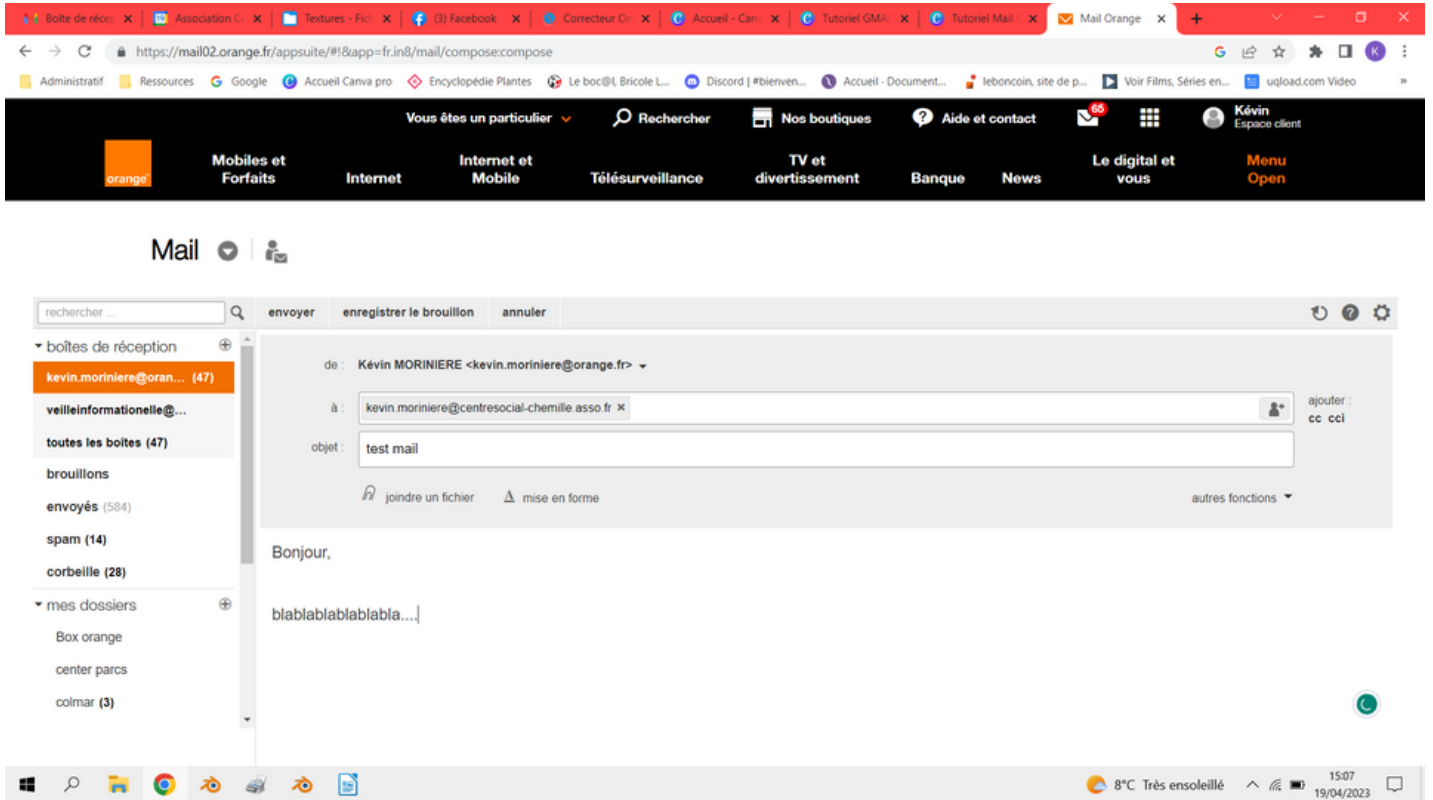 Boîte de récep
Association Ce
Textures - Fich
(3) Facebook
Correcteur Or
Accueil - Can
Tutoriel GMAI
Tutoriel Mail
Mail Orange
https://mail02.orange.fr/appsuite/#!&app=fr.in8/mail/compose:compose
K
Administratif
Ressources
Google
Accueil Canva pro
Encyclopédie Plantes
Le boc@l, Bricole L...
Discord | #bienven...
Accueil - Document...
leboncoin, site de p...
Voir Films, Séries en...
uqload.com Video
»
Vous êtes un particulier
Rechercher
Nos boutiques
Aide et contact
65
Kévin
Espace client
orange
Mobiles et
Forfaits
Internet
Internet et
Mobile
Télésurveillance
TV et
divertissement
Banque
News
Le digital et
vous
Menu
Open
Mail
rechercher ...
envoyer
enregistrer le brouillon
annuler
boîtes de réception
kevin.moriniere@oran... (47)
veilleinformationelle@...
toutes les boites (47)
brouillons
envoyés (584)
spam (14)
corbeille (28)
mes dossiers
Box orange
center parcs
colmar (3)
de : Kévin MORINIERE <kevin.moriniere@orange.fr>
à : kevin.moriniere@centresocial-chemille.asso.fr ×
ajouter :
cc cci
objet : test mail
joindre un fichier
mise en forme
autres fonctions
Bonjour,
blablablablablabla....
8°C Très ensoleillé
15:07
19/04/2023